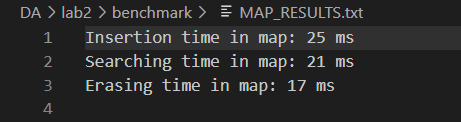 DA > lab2 > benchmark > MAP_RESULTS.txt
1 Insertion time in map: 25 ms
2 Searching time in map: 21 ms
3 Erasing time in map: 17 ms
4